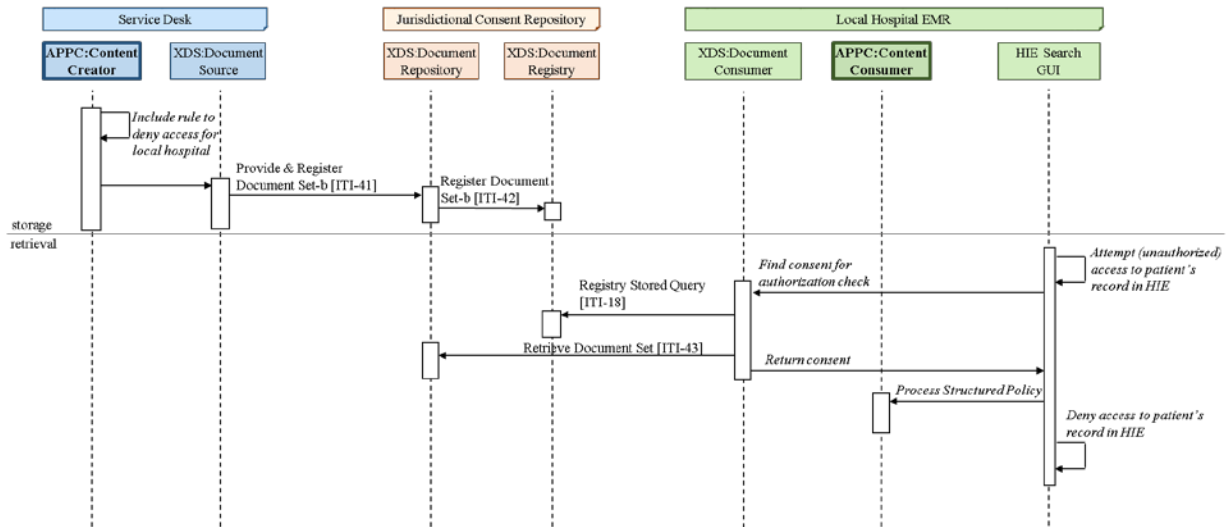 Service Desk
Jurisdictional Consent Repository
Local Hospital EMR
APPC:Content
Creator
XDS:Document
Source
XDS:Document
Repository
XDS:Document
Registry
XDS:Document
Consumer
APPC:Content
Consumer
HIE Search
GUI
Include rule to
deny access for
local hospital
Provide & Register
Document Set-b [ITI-41]
Register Document
Set-b [ITI-42]
storage
retrieval
Attempt (unauthorized)
access to patient's
record in HIE
Find consent for
authorization check
Registry Stored Query
[ITI-18]
Retrieve Document Set [ITI-43]
Return consent
Process Structured Policy
Deny access to patient's
record in HIE